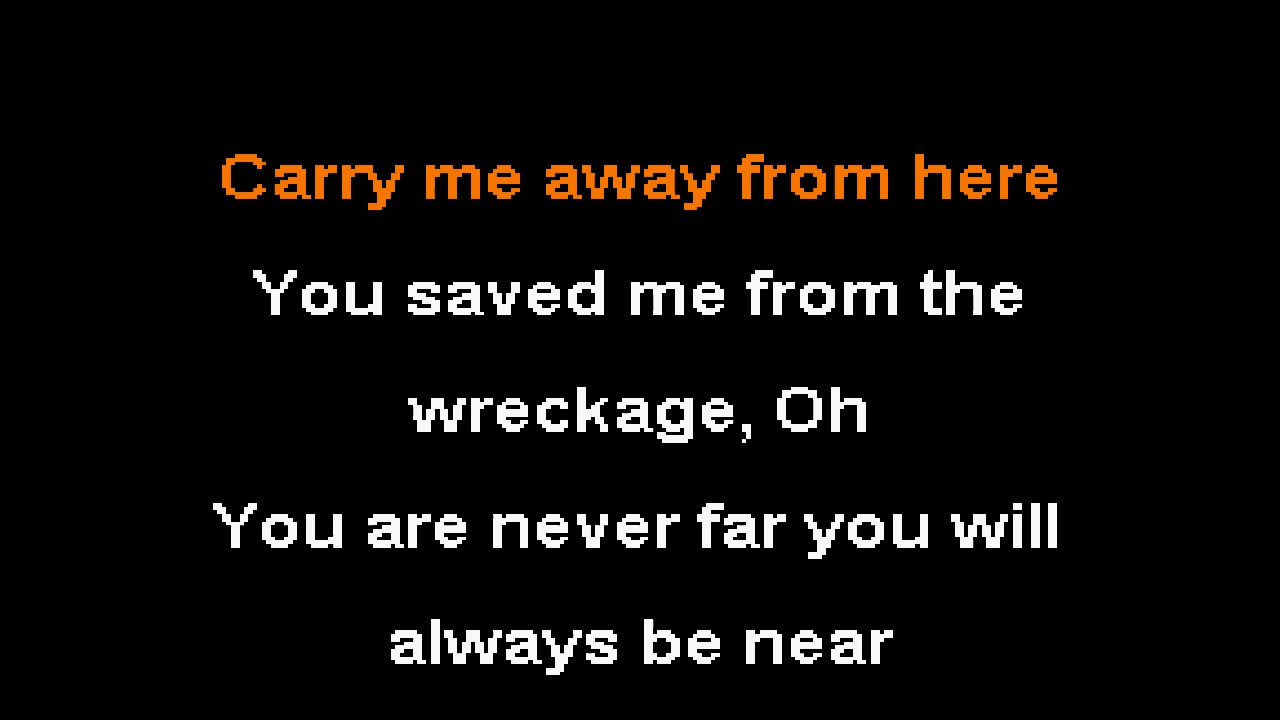 Carry me away from here
You saved me from the
wreckage, Oh
You are never far you will
always be near